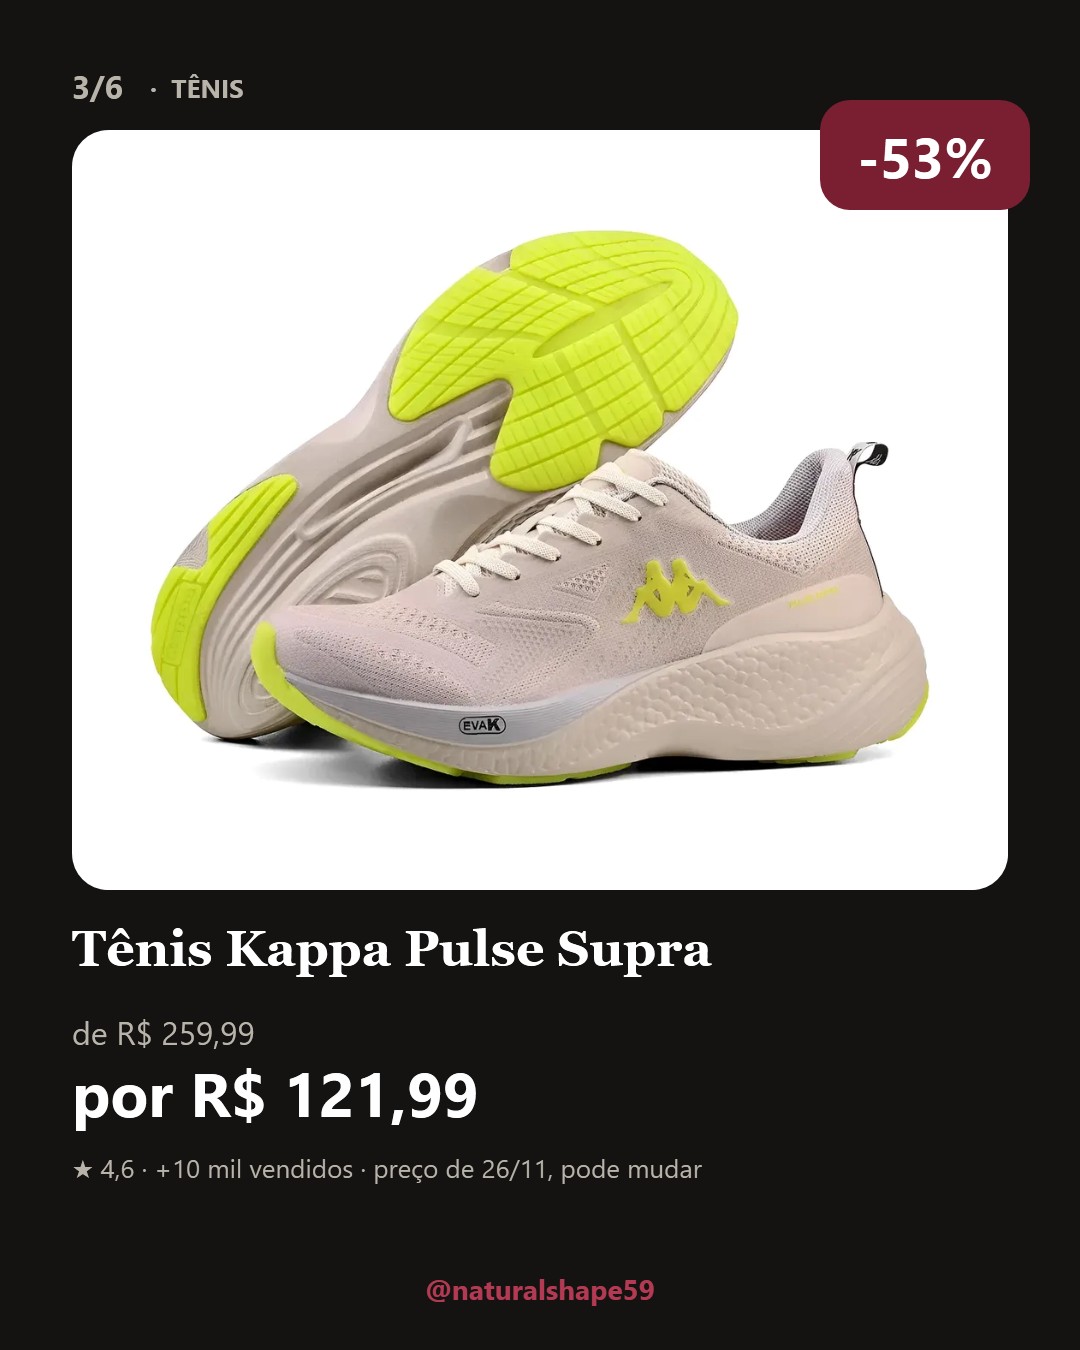 3/6 · TÊNIS
-53%
EVAK
Tênis Kappa Pulse Supra
de R$ 259,99
por R$ 121,99
★ 4,6 · +10 mil vendidos · preço de 26/11, pode mudar
@naturalshape59